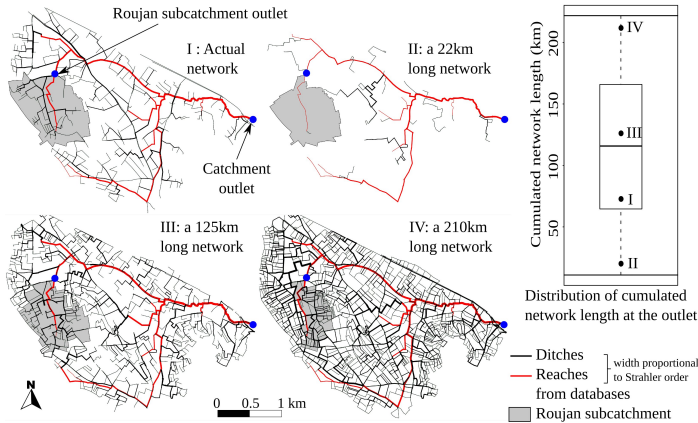 Roujan subcatchment outlet
I : Actual
network
II: a 22km
long network
Catchment
outlet
III: a 125km
long network
IV: a 210km
long network
N
0 0.5 1 km
Cumulated network length (km)
50 100 150 200
IV
III
I
II
Distribution of cumulated
network length at the outlet
Ditches
Reaches
from databases
width proportional
to Strahler order
Roujan subcatchment